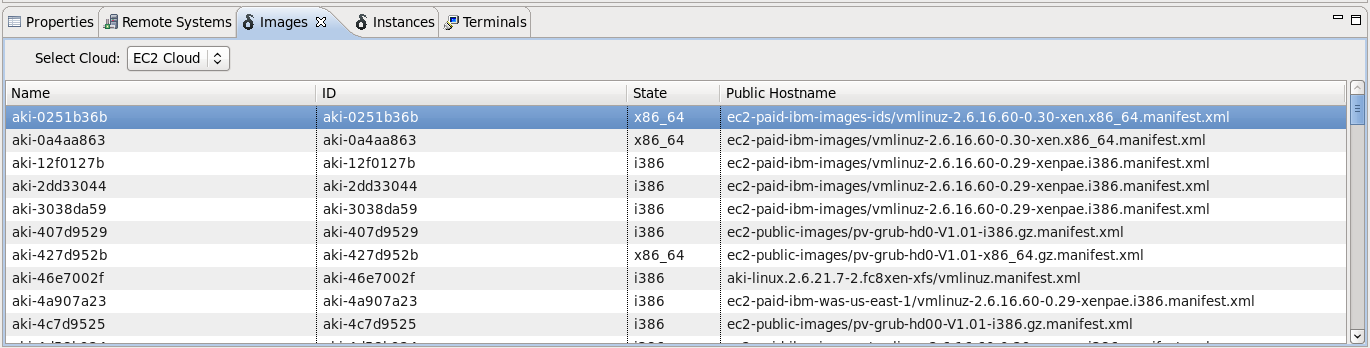 Properties Remote Systems Images Instances Terminals
Select Cloud: EC2 Cloud
Name ID State Public Hostname
aki-0251b36b aki-0251b36b x86_64 ec2-paid-ibm-images-ids/vmlinuz-2.6.16.60-0.30-xen.x86_64.manifest.xml
aki-0a4aa863 aki-0a4aa863 x86_64 ec2-paid-ibm-images/vmlinuz-2.6.16.60-0.30-xen.x86_64.manifest.xml
aki-12f0127b aki-12f0127b i386 ec2-paid-ibm-images/vmlinuz-2.6.16.60-0.29-xenpae.i386.manifest.xml
aki-2dd33044 aki-2dd33044 i386 ec2-paid-ibm-images/vmlinuz-2.6.16.60-0.29-xenpae.i386.manifest.xml
aki-3038da59 aki-3038da59 i386 ec2-paid-ibm-images/vmlinuz-2.6.16.60-0.29-xenpae.i386.manifest.xml
aki-407d9529 aki-407d9529 i386 ec2-public-images/pv-grub-hd0-V1.01-i386.gz.manifest.xml
aki-427d952b aki-427d952b x86_64 ec2-public-images/pv-grub-hd0-V1.01-x86_64.gz.manifest.xml
aki-46e7002f aki-46e7002f i386 aki-linux.2.6.21.7-2.fc8xen-xfs/vmlinuz.manifest.xml
aki-4a907a23 aki-4a907a23 i386 ec2-paid-ibm-was-us-east-1/vmlinuz-2.6.16.60-0.29-xenpae.i386.manifest.xml
aki-4c7d9525 aki-4c7d9525 i386 ec2-public-images/pv-grub-hd00-V1.01-i386.gz.manifest.xml